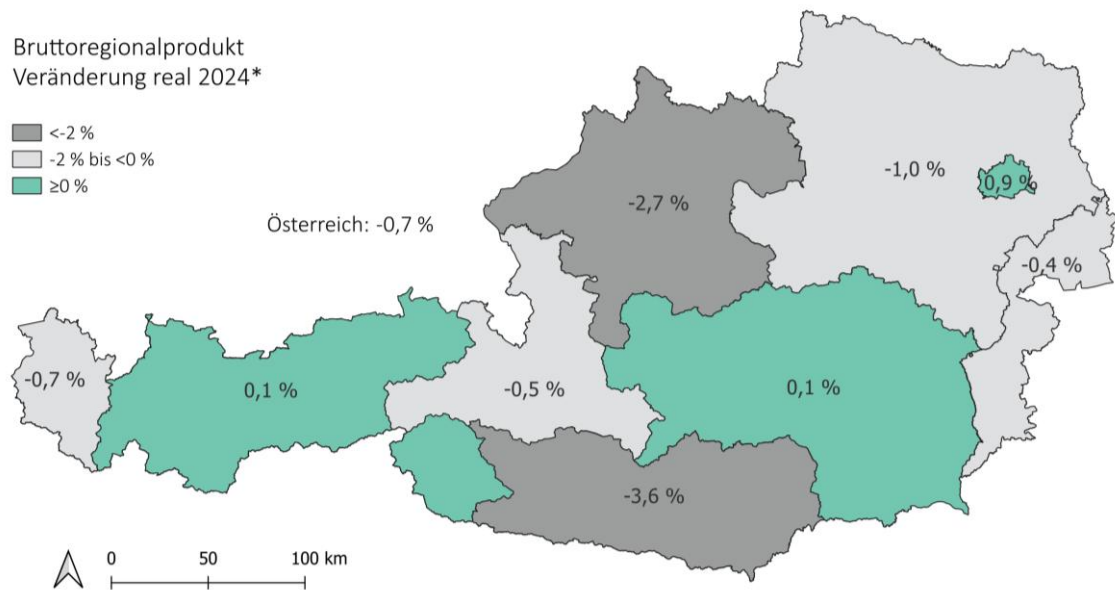 Bruttoregionalprodukt
Veränderung real 2024*
<-2 %
-2 % bis <0 %
≥0 %
Österreich: -0,7 %
-2,7 %
-1,0 %
0,9 %
-0,4 %
-0,7 %
0,1 %
-0,5 %
0,1 %
-3,6 %
0 50 100 km